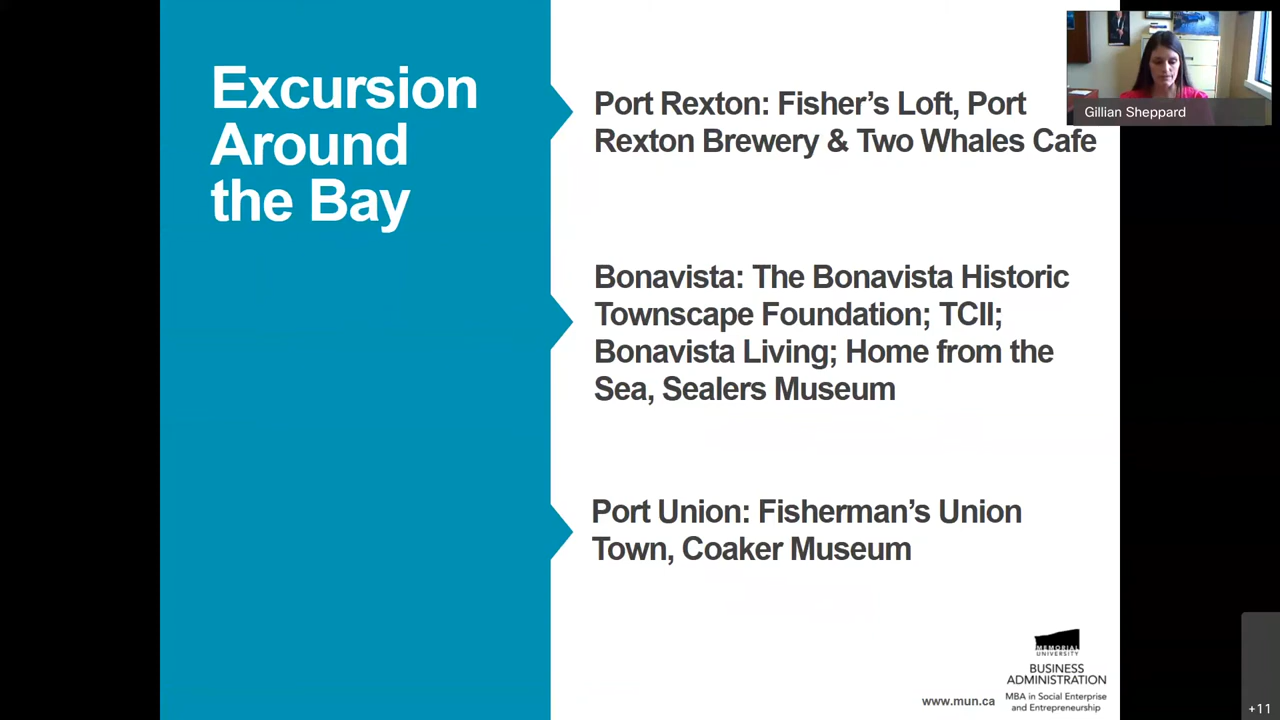 Excursion
Around
the Bay
Port Rexton: Fisher’s Loft, Port
Rexton Brewery & Two Whales Cafe
Bonavista: The Bonavista Historic
Townscape Foundation; TCII;
Bonavista Living; Home from the
Sea, Sealers Museum
Port Union: Fisherman’s Union
Town, Coaker Museum
Gillian Sheppard
MEMORIAL
UNIVERSITY
BUSINESS
ADMINISTRATION
www.mun.ca
MBA in Social Enterprise
and Entrepreneurship
+11